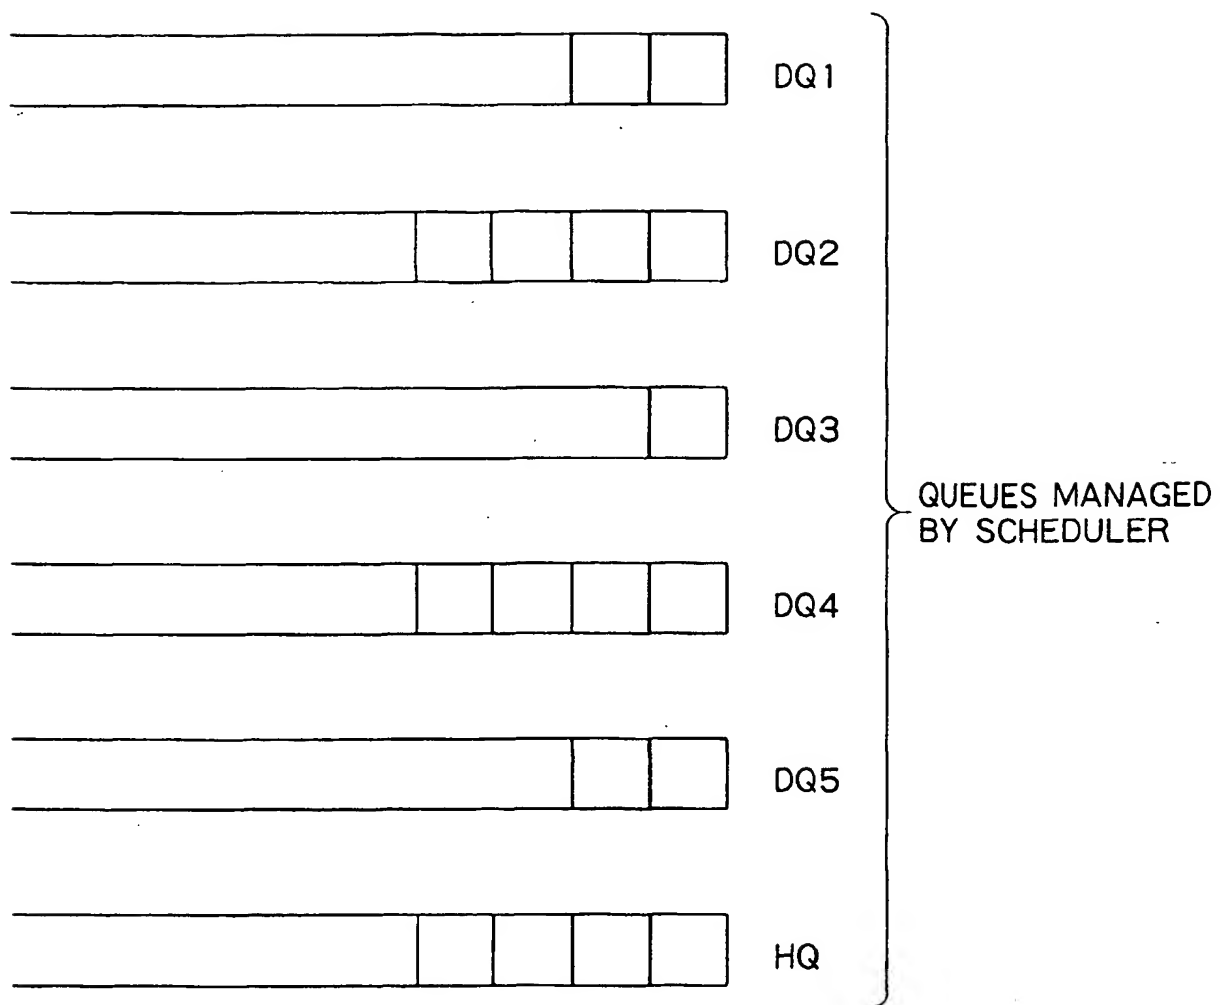 DQ1
DQ2
DQ3
QUEUES MANAGED
BY SCHEDULER
DQ4
DQ5
HQ